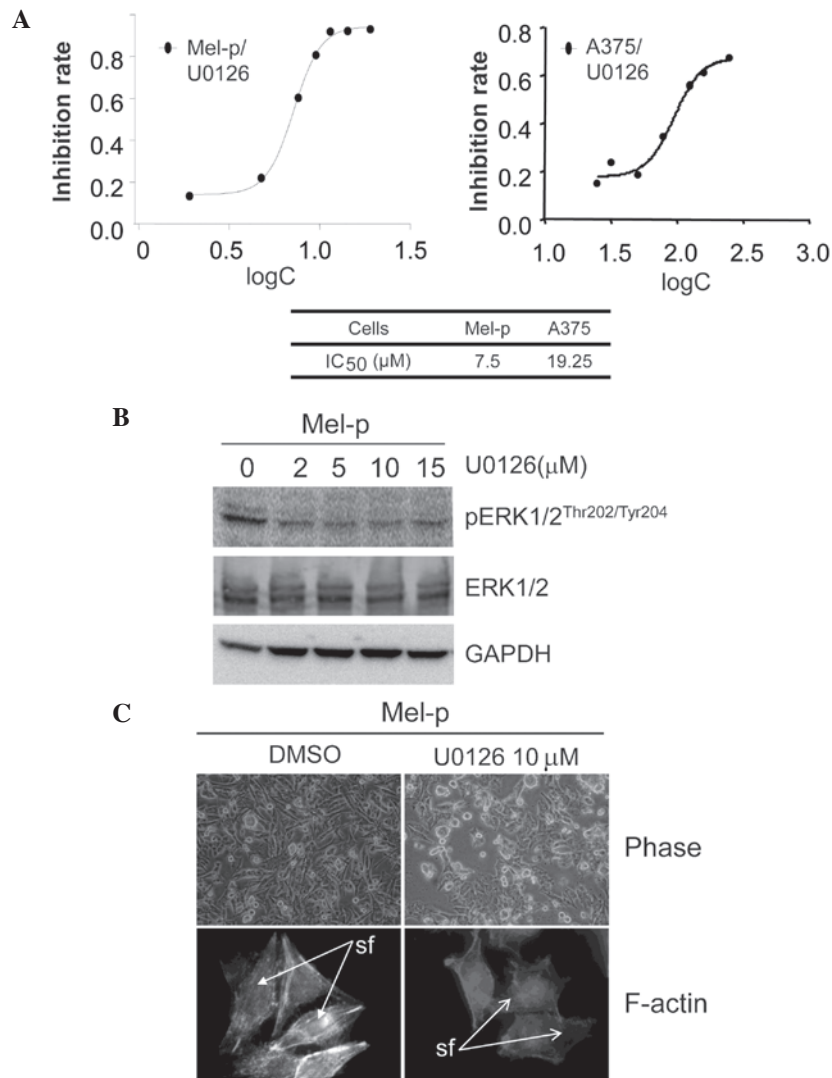 A
Mel-p/
U0126
Inhibition rate
0.8
0.6
0.4
0.2
0.0
0
0.5
1.0
1.5
logC
A375/
U0126
Inhibition rate
0.8
0.6
0.4
0.2
0.0
1.0
1.5
2.0
2.5
3.0
logC
Cells Mel-p A375
IC50 (µM) 7.5 19.25
B
Mel-p
0 2 5 10 15 U0126(µM)
pERK1/2Thr202/Tyr204
ERK1/2
GAPDH
C
Mel-p
DMSO U0126 10 µM
Phase
sf
sf
F-actin